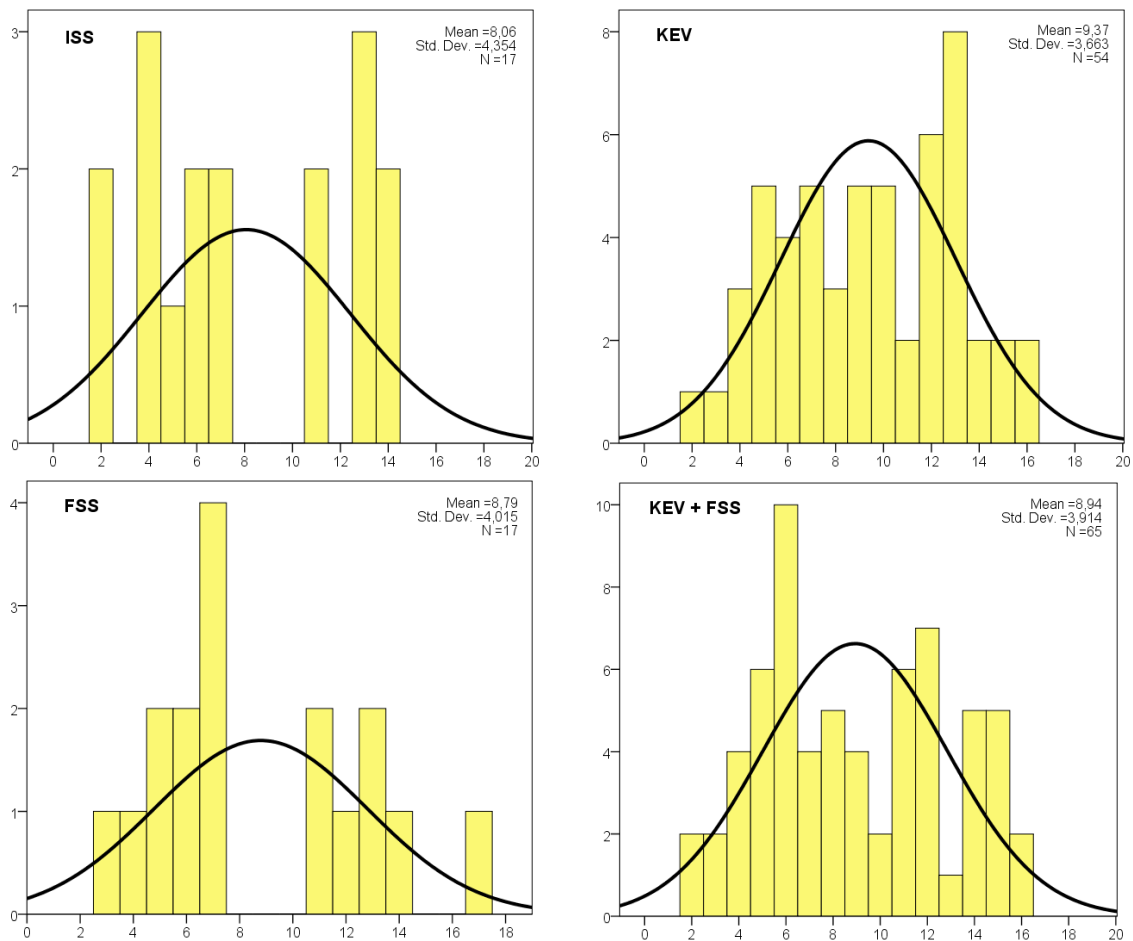 ISS
Mean =8,06
Std. Dev. =4,354
N =17
3
2
1
0
0 2 4 6 8 10 12 14 16 18 20
KEV
Mean =9,37
Std. Dev. =3,663
N =54
8
6
4
2
0
0 2 4 6 8 10 12 14 16 18 20
FSS
Mean =8,79
Std. Dev. =4,015
N =17
4
3
2
1
0
0 2 4 6 8 10 12 14 16 18
KEV + FSS
Mean =8,94
Std. Dev. =3,914
N =65
10
8
6
4
2
0
0 2 4 6 8 10 12 14 16 18 20